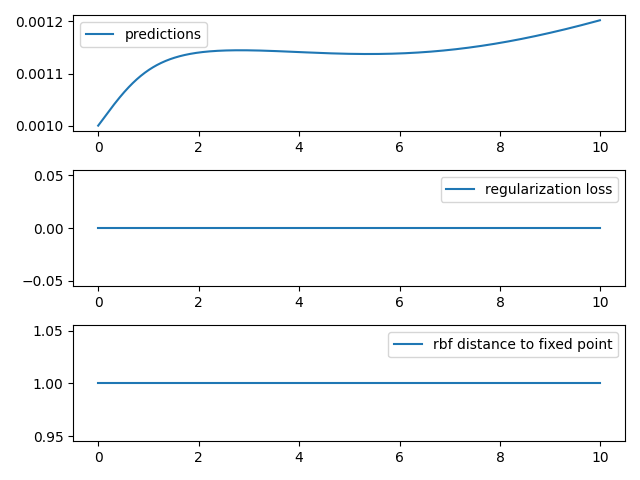 0.0012
0.0011
0.0010
predictions
0 2 4 6 8 10
0.05
0.00
−0.05
regularization loss
0 2 4 6 8 10
1.05
1.00
0.95
rbf distance to fixed point
0 2 4 6 8 10